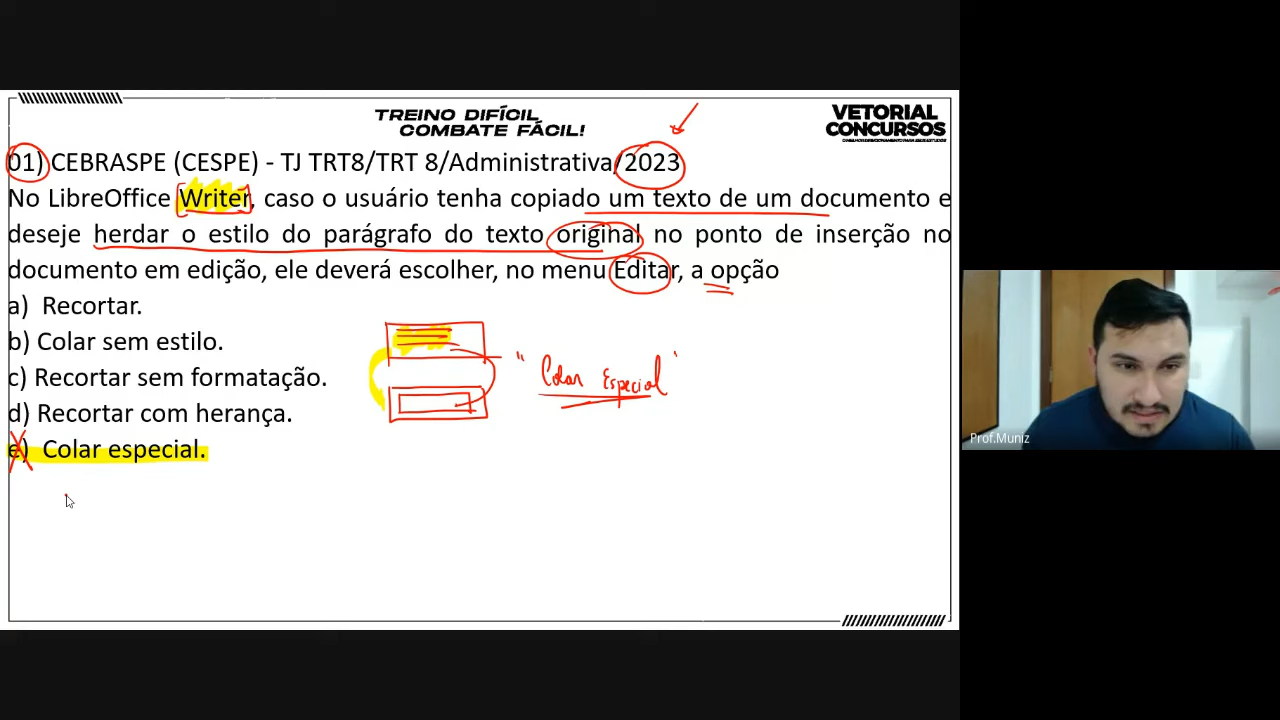 TREINO DIFÍCIL
COMBATE FÁCIL!
VETORIAL
CONCURSOS
01) CEBRASPE (CESPE) - TJ TRT8/TRT 8/Administrativa/2023
No LibreOffice Writer, caso o usuário tenha copiado um texto de um documento e
deseje herdar o estilo do parágrafo do texto original no ponto de inserção no
documento em edição, ele deverá escolher, no menu Editar, a opção
a) Recortar.
b) Colar sem estilo.
c) Recortar sem formatação.
d) Recortar com herança.
e) Colar especial.
"Colar Especial"
Prof.Muniz